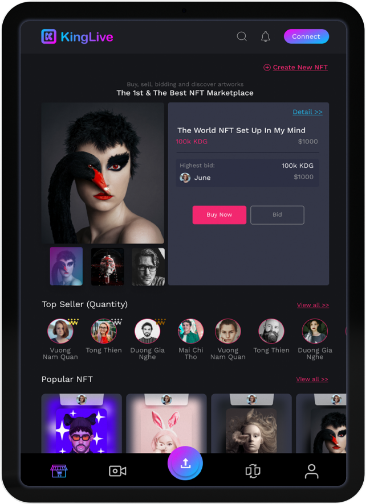 KingLive
Connect
Create New NFT
Buy, sell, bidding and discover artworks
The 1st & The Best NFT Marketplace
Detail >>
The World NFT Set Up In My Mind
100k KDG $1000
Highest bid: 100k KDG
June $1000
Buy Now Bid
Top Seller (Quantity) View all >>
Vuong Tong Thien Duong Gia Mai Chi Vuong Tong Thien Duong Gia
Nam Quan Nghe Tho Nam Quan Nghe
Popular NFT View all >>